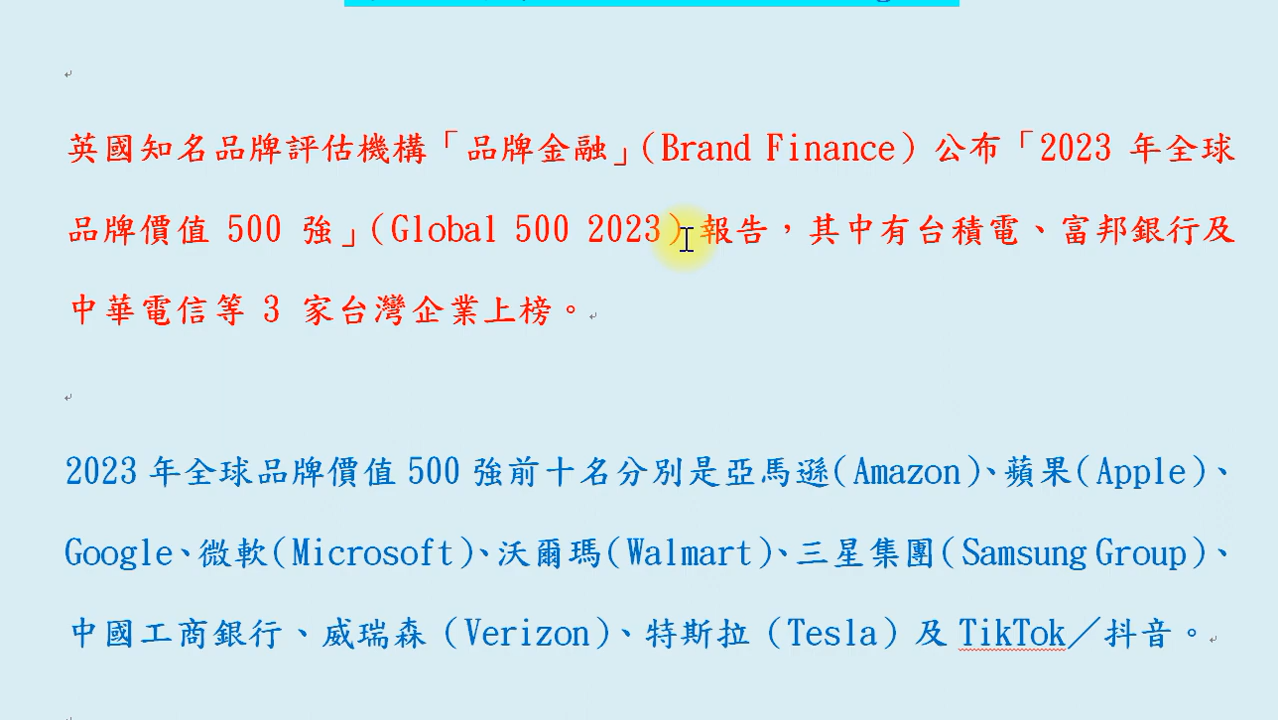 英國知名品牌評估機構「品牌金融」(Brand Finance) 公布「2023 年全球
品牌價值 500 強」(Global 500 2023) 報告，其中有台積電、富邦銀行及
中華電信等 3 家台灣企業上榜。
2023 年全球品牌價值 500 強前十名分別是亞馬遜(Amazon)、蘋果(Apple)、
Google、微軟(Microsoft)、沃爾瑪(Walmart)、三星集團(Samsung Group)、
中國工商銀行、威瑞森 (Verizon)、特斯拉 (Tesla) 及 TikTok／抖音。